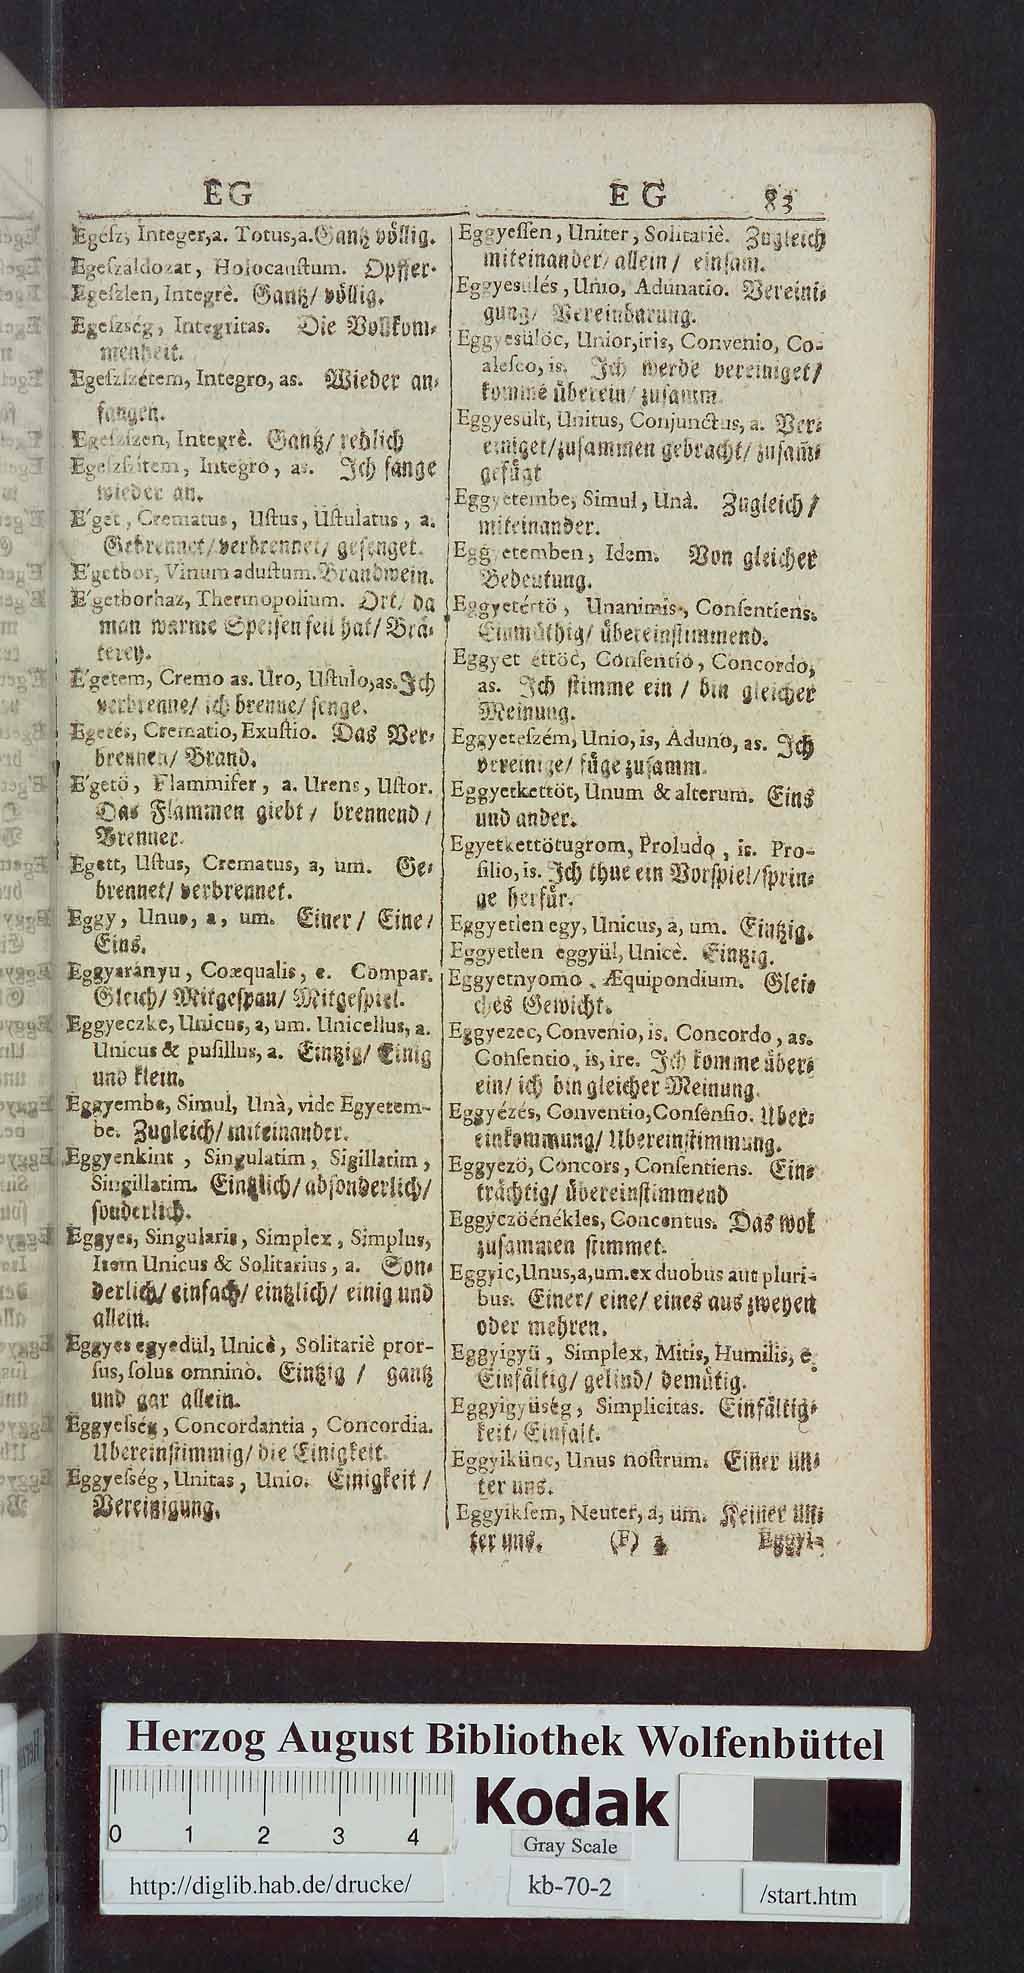 EG
Egeſz, Integer,a. Totus,a. Gantz völlig.
Egeſzáldozat, Holocauſtum. Opffer.
Egeſzlen, Integrè. Gantz/ völlig.
Egeſzség, Integritas. Die Vollkom⸗
menheit.
Egeſzſzétem, Integro, as. Wieder an⸗
fangen.
Egeſzſzen, Integrè. Gantz/ redlich
Egeſzſzitem, Integro, as. Ich fange
wieder an.
E'get, Crematus, Uſtus, Uſtulatus, a.
Gebrennet/ verbrennet/ geſenget.
E'getbor, Vinum aduſtum. Brandwein.
E'getborhaz, Thermopolium. Ort/ da
man warme Speiſen feil hat/ Brä⸗
terey.
E'getem, Cremo as. Uro, Uſtulo,as. Ich
verbrenne/ ich brenne/ ſenge.
Egetés, Crematio, Exuſtio. Das Ver⸗
brennen/ Brand.
E'getö, Flammifer, a. Urens, Uſtor.
Das Flammen giebt/ brennend/
Brenner.
Egett, Uſtus, Crematus, a, um. Ge⸗
brennet/ verbrennet.
Eggy, Unus, a, um. Einer/ Eine/
Eins.
Eggyarányu, Coæqualis, e. Compar.
Gleich/ Mitgeſpan/ Mitgeſpiel.
Eggyeczke, Unicus, a, um. Unicellus, a.
Unicus & puſillus, a. Eintzig/ Einig
und klein.
Eggyembe, Simul, Unà, vide Egyetem-
be. Zugleich/ miteinander.
Eggyenkint, Singulatim, Sigillatim,
Singillatim. Eintzlich/ abſonderlich/
ſonderlich.
Eggyes, Singularis, Simplex, Simplus,
Item Unicus & Solitarius, a. Son⸗
derlich/ einfach/ eintzlich/ einig und
allein.
Eggyes egyedül, Unicè, Solitariè pror-
ſus, ſolus omninò. Eintzig/ gantz
und gar allein.
Eggyeſség, Concordantia, Concordia.
Ubereinſtimmig/ die Einigkeit.
Eggyeſség, Unitas, Unio. Einigkeit/
Vereinigung.
EG 83
Eggyeſſen, Uniter, Solitariè. Zugleich
miteinander/ allein/ einſam.
Eggyesülés, Unio, Adunatio. Vereini⸗
gung/ Vereinbarung.
Eggyesülöc, Unior,iris, Convenio, Co-
aleſco, is. Ich werde vereiniget/
komme überein/ zuſamm.
Eggyesült, Unitus, Conjunctus, a. Ver⸗
einiget/zuſammen gebracht/ zuſam̃⸗
gefügt
Eggyetembe, Simul, Unà. Zugleich/
miteinander.
Eggyetemben, Idem. Von gleicher
Bedeutung.
Eggyetértö, Unanimis, Conſentiens.
Einmüthig/ übereinſtimmend.
Eggyet ettöc, Conſentio, Concordo,
as. Ich ſtimme ein/ bin gleicher
Meinung.
Eggyeteſzém, Unio, is, Aduno, as. Ich
vereinige/ füge zuſamm.
Eggyetkettöt, Unum & alterum. Eins
und ander.
Egyetkettötugrom, Proludo, is. Pro-
ſilio, is. Ich thue ein Vorſpiel/ſprin⸗
ge herfür.
Eggyetlen egy, Unicus, a, um. Eintzig.
Eggyetlen eggyül, Unicè. Eintzig.
Eggyetnyomo, Æquipondium. Glei⸗
ches Gewicht.
Eggyezec, Convenio, is. Concordo, as.
Conſentio, is, ire. Ich komme über⸗
ein/ ich bin gleicher Meinung.
Eggyézés, Conventio, Conſenſio. Über⸗
einkommung/ Ubereinſtimmung.
Eggyezö, Concors, Conſentiens. Ein⸗
trächtig/ übereinſtimmend
Eggyezöénékles, Concentus. Das wol
zuſammen ſtimmet.
Eggyic,Unus,a,um.ex duobus aut pluri-
bus. Einer/ eine/ eines aus zweyen
oder mehren.
Eggyigyü, Simplex, Mitis, Humilis, e.
Einfältig/ gelind/ demütig.
Eggyigyüség, Simplicitas. Einfältig⸗
keit/ Einfalt.
Eggyikünc, Unus noſtrum. Einer un⸗
ter uns.
Eggyikſem, Neuter, a, um. Keiner un⸗
ter uns.
(F) 2 Eggyi-
Herzog August Bibliothek Wolfenbüttel
0 1 2 3 4
Kodak
Gray Scale
http://diglib.hab.de/drucke/
kb-70-2
/start.htm